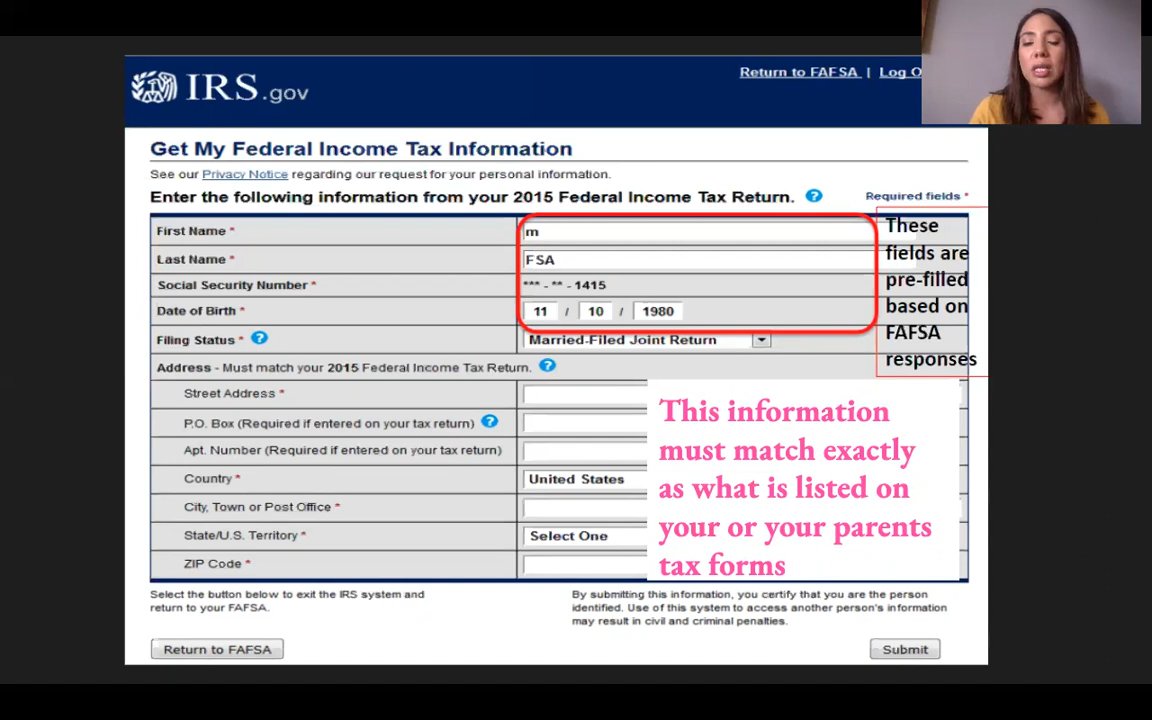 Return to FAFSA | Log O
IRS.gov
Get My Federal Income Tax Information
See our Privacy Notice regarding our request for your personal information.
Enter the following information from your 2015 Federal Income Tax Return. ?
Required fields *
First Name * m
Last Name * FSA
Social Security Number * *** - ** - 1415
Date of Birth * 11 / 10 / 1980
Filing Status * ? Married-Filed Joint Return
Address - Must match your 2015 Federal Income Tax Return. ?
Street Address *
P.O. Box (Required if entered on your tax return) ?
Apt. Number (Required if entered on your tax return)
Country * United States
City, Town or Post Office *
State/U.S. Territory * Select One
ZIP Code *
These
fields are
pre-filled
based on
FAFSA
responses
This information
must match exactly
as what is listed on
your or your parents
tax forms
Select the button below to exit the IRS system and
return to your FAFSA.
By submitting this information, you certify that you are the person
identified. Use of this system to access another person's information
may result in civil and criminal penalties.
Return to FAFSA
Submit